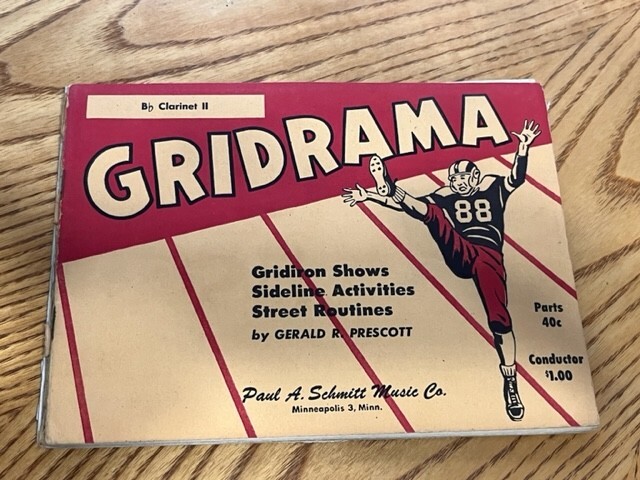 B♭ Clarinet II
GRIDRAMA
88
Gridiron Shows
Sideline Activities
Street Routines
by GERALD R. PRESCOTT
Parts
40c
Conductor
$1.00
Paul A. Schmitt Music Co.
Minneapolis 3, Minn.